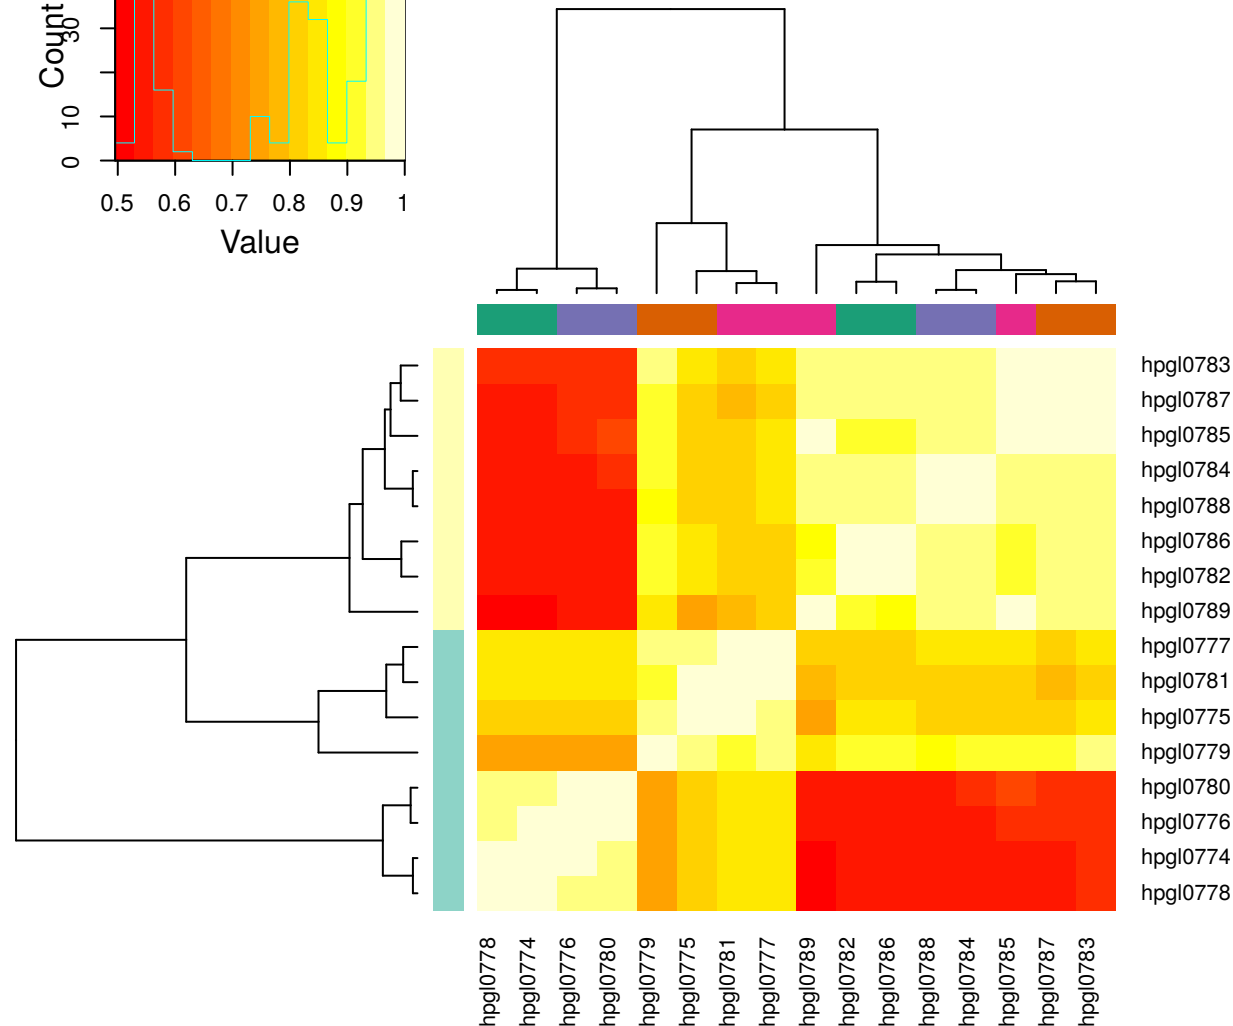 Count
0 10 30
0.5 0.6 0.7 0.8 0.9 1
Value
hpgl0783
hpgl0787
hpgl0785
hpgl0784
hpgl0788
hpgl0786
hpgl0782
hpgl0789
hpgl0777
hpgl0781
hpgl0775
hpgl0779
hpgl0780
hpgl0776
hpgl0774
hpgl0778
hpgl0778 hpgl0774 hpgl0776 hpgl0780 hpgl0779 hpgl0775 hpgl0781 hpgl0777 hpgl0789 hpgl0782 hpgl0786 hpgl0788 hpgl0784 hpgl0785 hpgl0787 hpgl0783